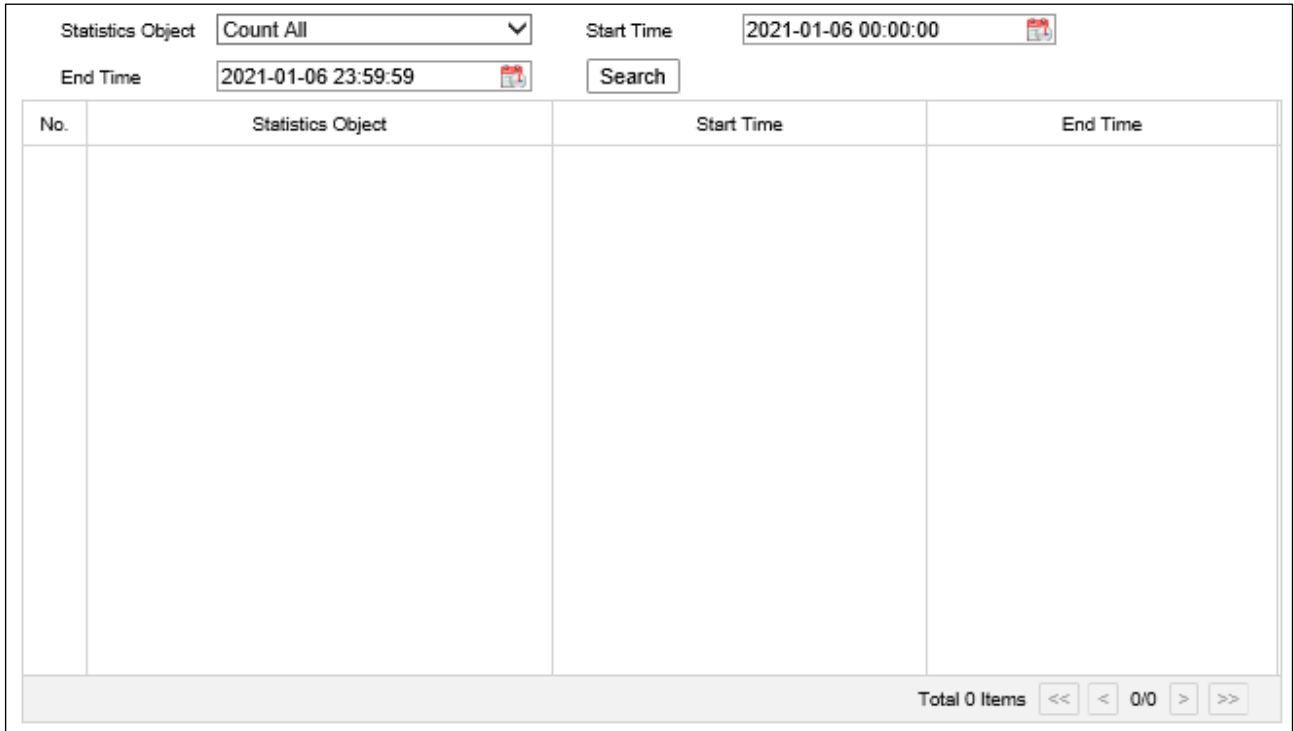 Statistics Object Count All Start Time 2021-01-06 00:00:00
End Time 2021-01-06 23:59:59 Search
No. Statistics Object Start Time End Time
Total 0 Items << < 0/0 > >>